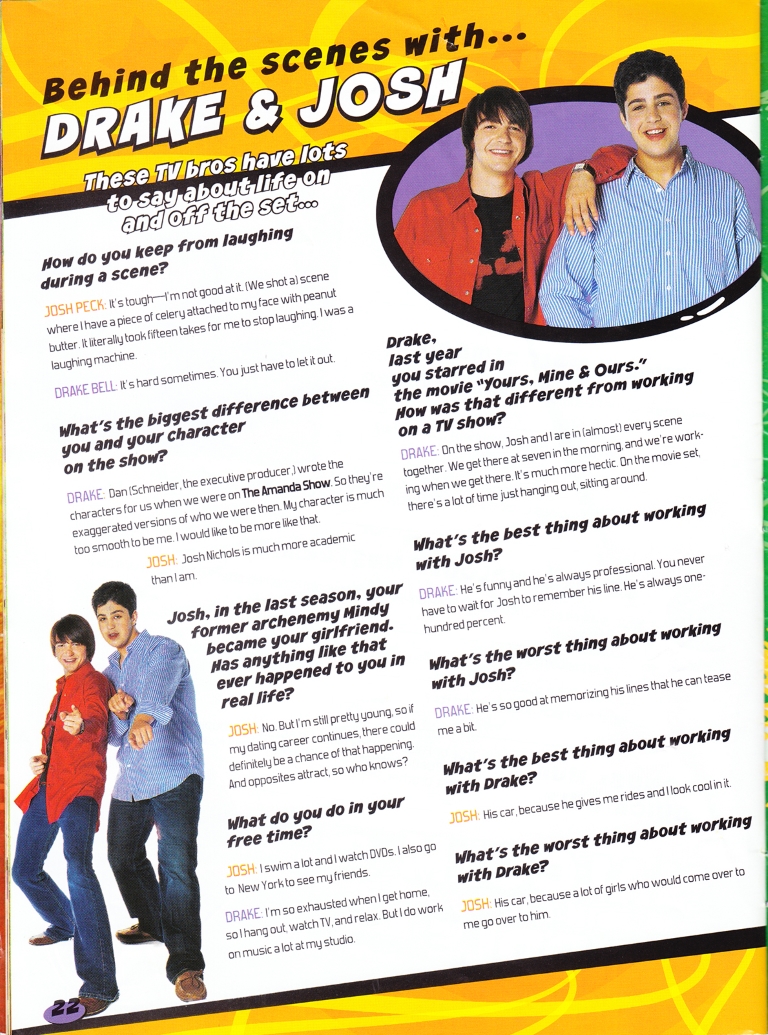 Behind the scenes with...
DRAKE & JOSH
These TV bros have lots
to say about life on
and off the set...
How do you keep from laughing
during a scene?
JOSH PECK: It's tough—I'm not good at it. (We shot a) scene
where I have a piece of celery attached to my face with peanut
butter. It literally took fifteen takes for me to stop laughing. I was a
laughing machine.
DRAKE BELL: It's hard sometimes. You just have to let it out.
What's the biggest difference between
you and your character
on the show?
DRAKE: Dan (Schneider, the executive producer,) wrote the
characters for us when we were on The Amanda Show. So they're
exaggerated versions of who we were then. My character is much
too smooth to be me. I would like to be more like that.
JOSH: Josh Nichols is much more academic
than I am.
Josh, in the last season, your
former archenemy Mindy
became your girlfriend.
Has anything like that
ever happened to you in
real life?
JOSH: No. But I'm still pretty young, so if
my dating career continues, there could
definitely be a chance of that happening.
And opposites attract, so who knows?
What do you do in your
free time?
JOSH: I swim a lot and I watch DVDs. I also go
to New York to see my friends.
DRAKE: I'm so exhausted when I get home,
so I hang out, watch TV, and relax. But I do work
on music a lot at my studio.
Drake,
last year
you starred in
the movie "Yours, Mine & Ours."
How was that different from working
on a TV show?
DRAKE: On the show, Josh and I are in (almost) every scene
together. We get there at seven in the morning, and we're work-
ing when we get there. It's much more hectic. On the movie set,
there's a lot of time just hanging out, sitting around.
What's the best thing about working
with Josh?
DRAKE: He's funny and he's always professional. You never
have to wait for Josh to remember his line. He's always one-
hundred percent.
What's the worst thing about working
with Josh?
DRAKE: He's so good at memorizing his lines that he can tease
me a bit.
What's the best thing about working
with Drake?
JOSH: His car, because he gives me rides and I look cool in it.
What's the worst thing about working
with Drake?
JOSH: His car, because a lot of girls who would come over to
me go over to him.
22